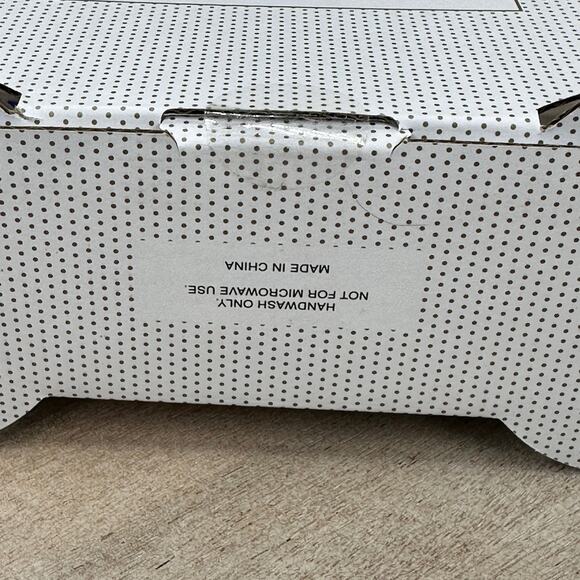 HANDWASH ONLY.
NOT FOR MICROWAVE USE.
MADE IN CHINA